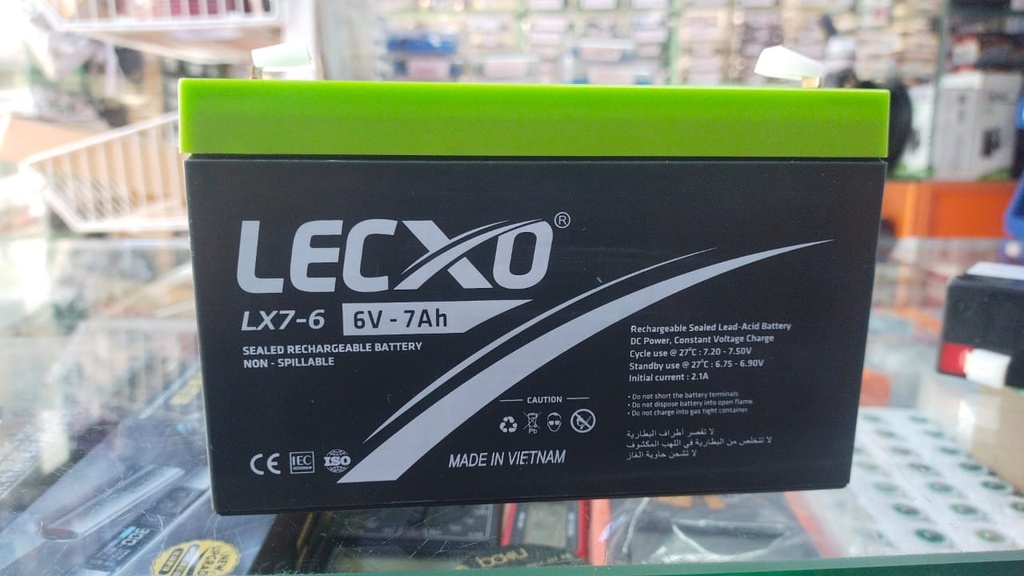 LECXO®
LX7-6 6V - 7Ah
SEALED RECHARGEABLE BATTERY
NON - SPILLABLE
Rechargeable Sealed Lead-Acid Battery
DC Power, Constant Voltage Charge
Cycle use @ 27°C : 7.20 - 7.50V
Standby use @ 27°C : 6.75 - 6.90V
Initial current : 2.1A
• Do not short the battery terminals.
• Do not dispose battery into open flame.
• Do not charge into gas tight container
CAUTION
Pb
لا تقصر أطراف البطارية
لا تتخلص من البطارية في اللهب المكشوف
لا تشحن حاوية الغاز
CE IEC ISO
MADE IN VIETNAM